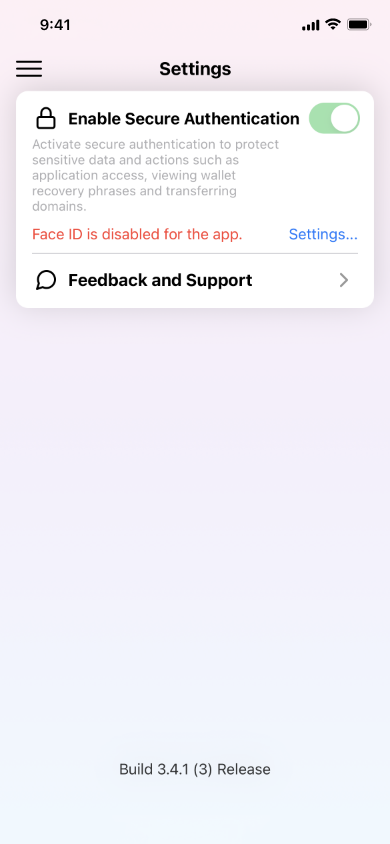 9:41
Settings
Enable Secure Authentication
Activate secure authentication to protect
sensitive data and actions such as
application access, viewing wallet
recovery phrases and transferring
domains.
Face ID is disabled for the app. Settings...
Feedback and Support
Build 3.4.1 (3) Release